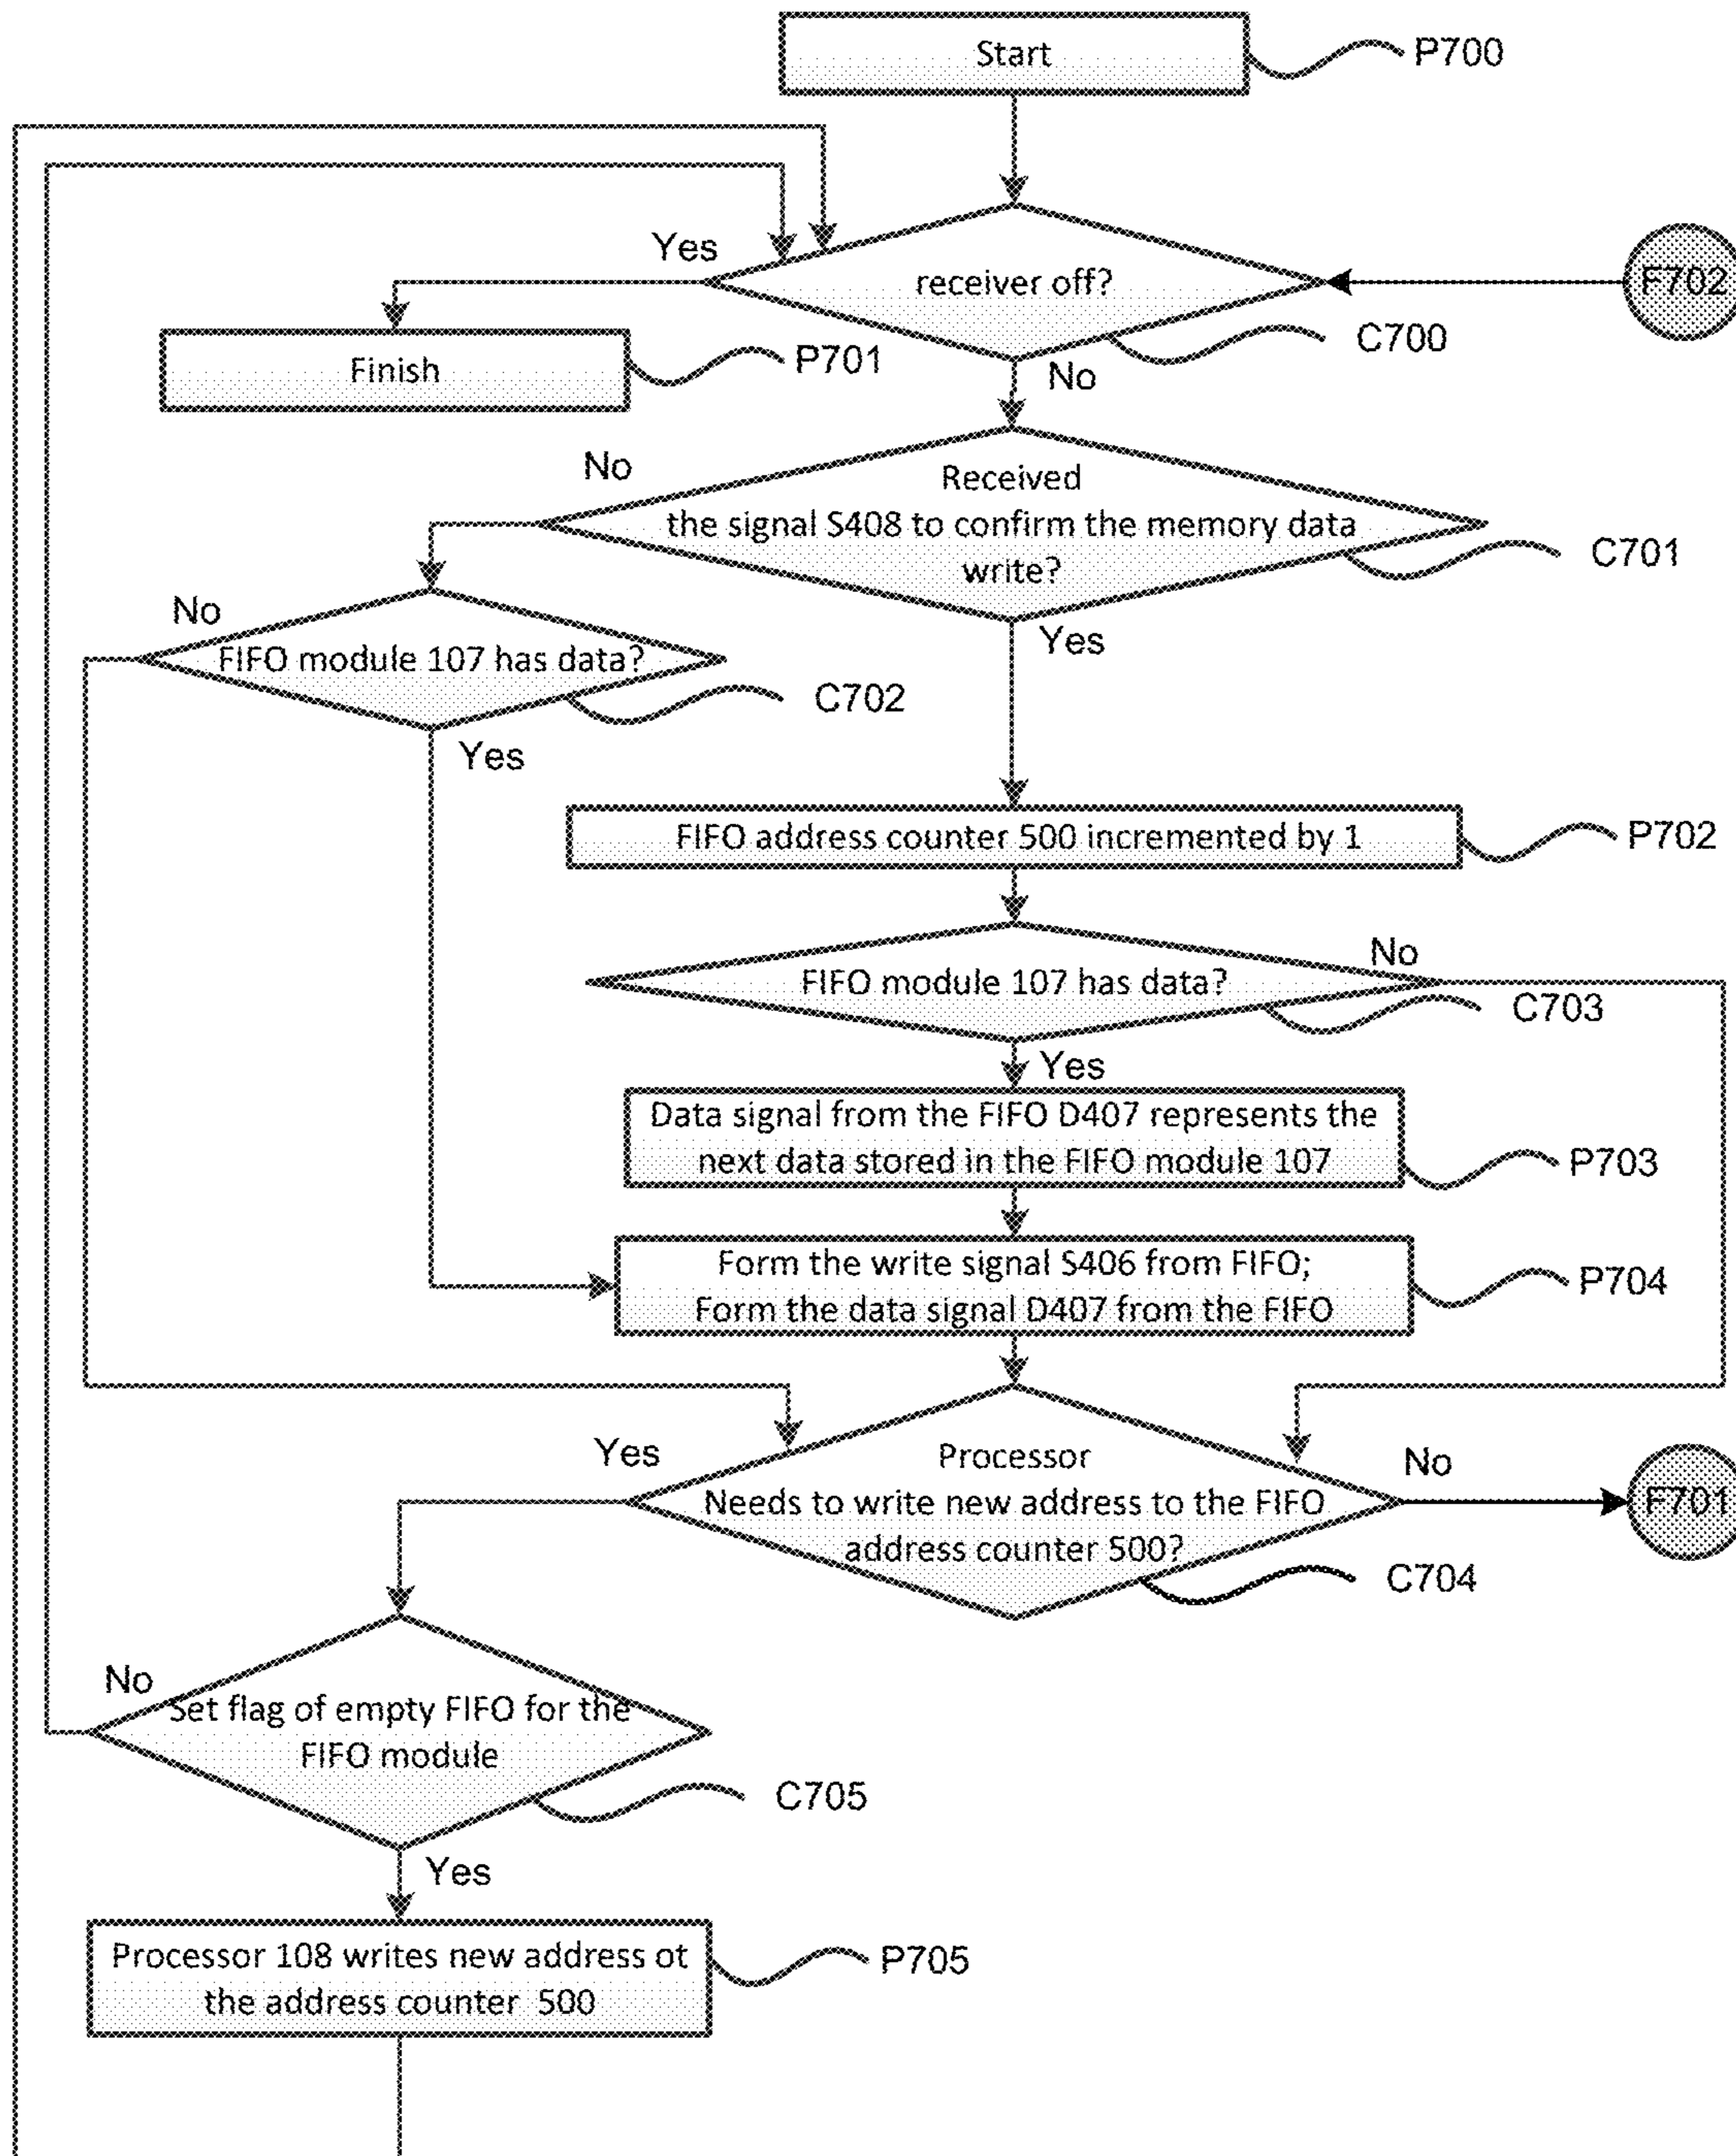 Start
P700
Yes
receiver off?
F702
C700
Finish
P701
No
No
Received
the signal S408 to confirm the memory data
write?
C701
No
Yes
FIFO module 107 has data?
C702
Yes
FIFO address counter 500 incremented by 1
P702
No
FIFO module 107 has data?
C703
Yes
Data signal from the FIFO D407 represents the
next data stored in the FIFO module 107
P703
Form the write signal S406 from FIFO;
Form the data signal D407 from the FIFO
P704
Yes
Processor
No
Needs to write new address to the FIFO
address counter 500?
F701
C704
No
Set flag of empty FIFO for the
FIFO module
C705
Yes
Processor 108 writes new address ot
the address counter 500
P705